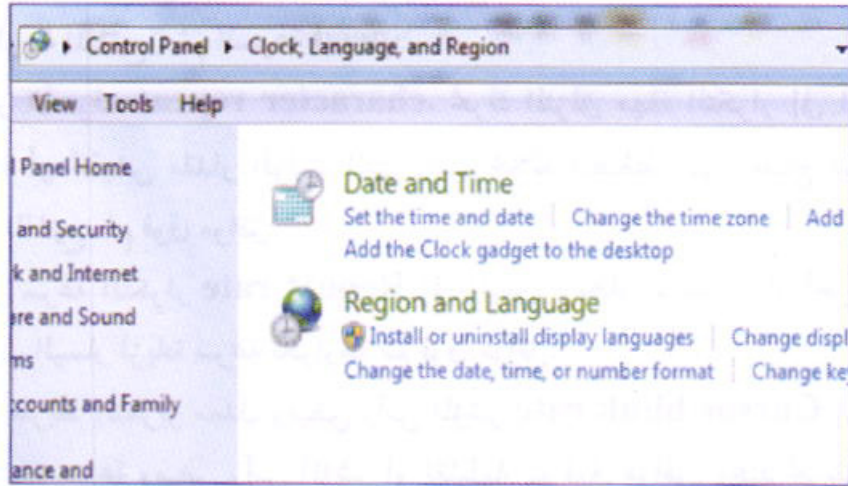 Control Panel ▸ Clock, Language, and Region
View Tools Help
l Panel Home
and Security
k and Internet
are and Sound
ms
ccounts and Family
ance and
Date and Time
Set the time and date | Change the time zone | Add
Add the Clock gadget to the desktop
Region and Language
Install or uninstall display languages | Change displ
Change the date, time, or number format | Change key